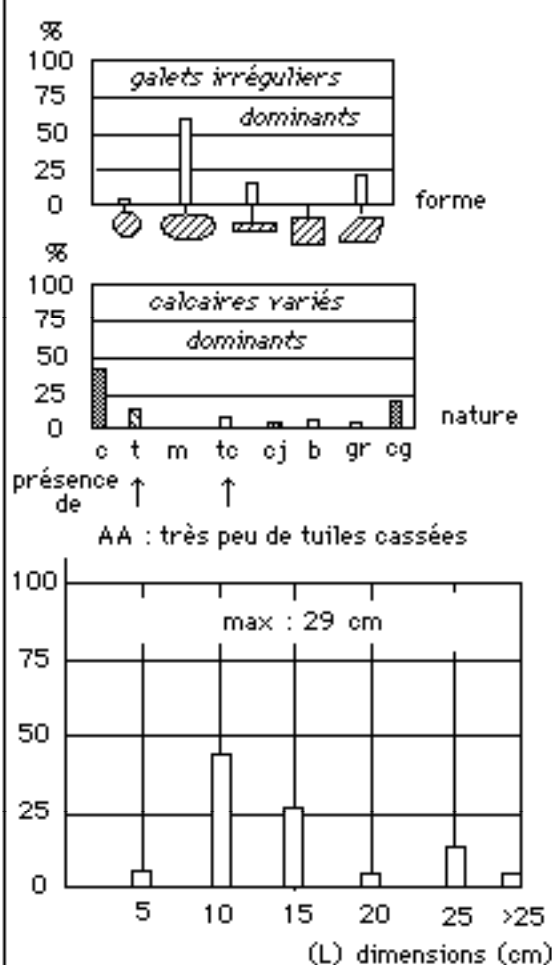 %
100
galets irréguliers
75
dominants
50
25
0
forme
%
100
calcaires variés
75
dominants
50
25
0
nature
c t m tc cj b gr cg
présence
de ↑ ↑
AA : très peu de tuiles cassées
100
max : 29 cm
75
50
25
0
5 10 15 20 25 >25
(L) dimensions (cm)